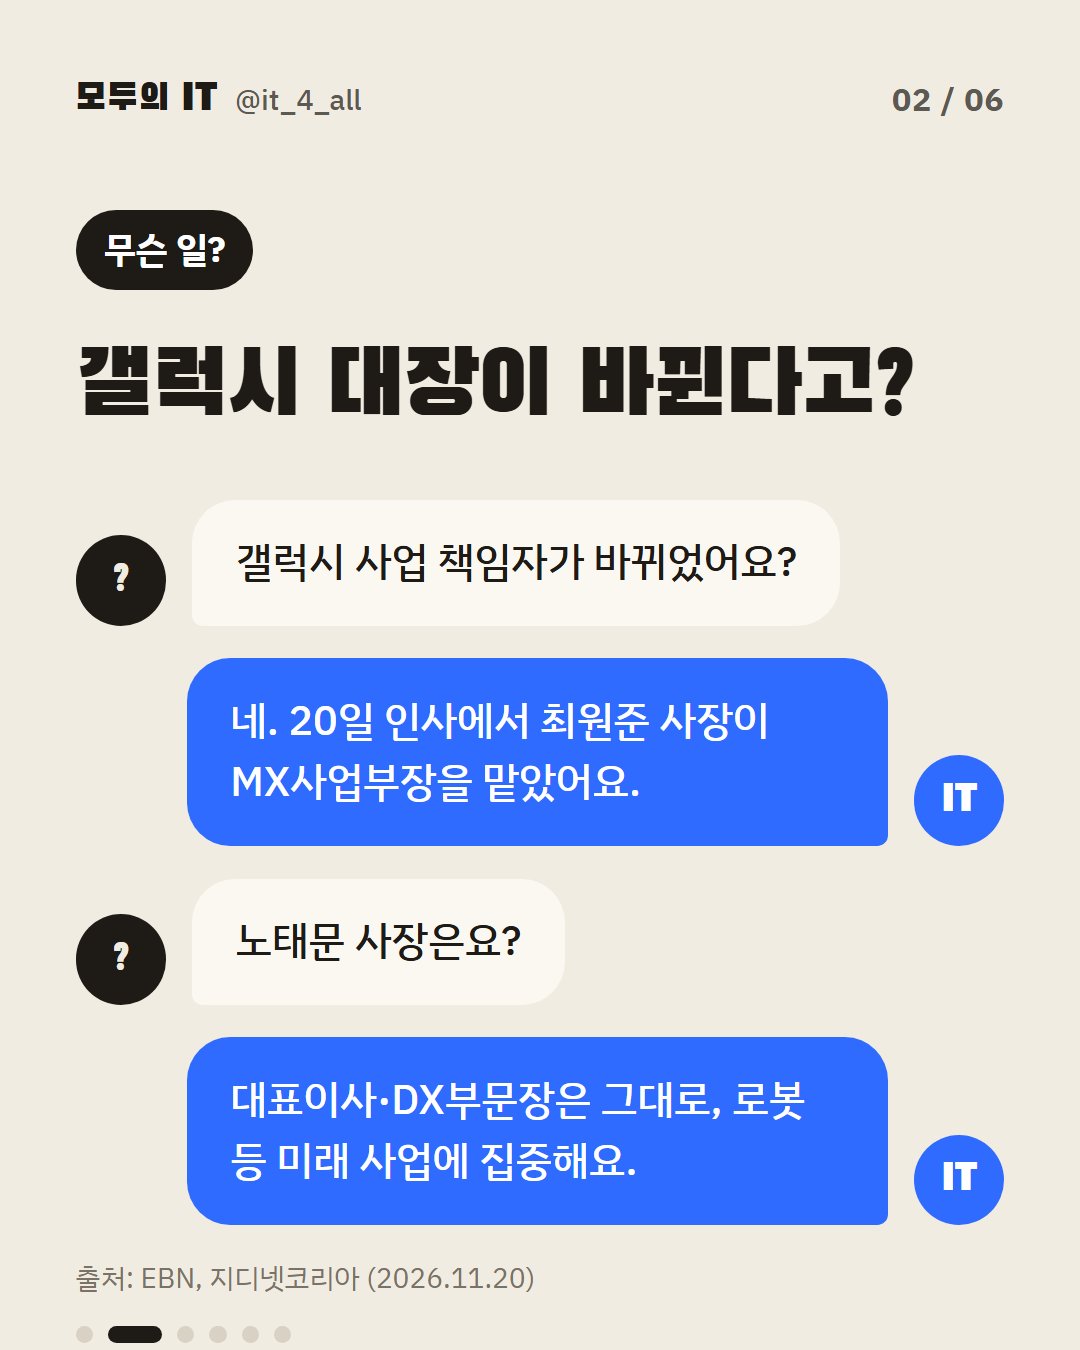 모두의 IT @it_4_all
02 / 06
무슨 일?
갤럭시 대장이 바뀐다고?
?
갤럭시 사업 책임자가 바뀌었어요?
네. 20일 인사에서 최원준 사장이
MX사업부장을 맡았어요.
IT
?
노태문 사장은요?
대표이사·DX부문장은 그대로, 로봇
등 미래 사업에 집중해요.
IT
출처: EBN, 지디넷코리아 (2026.11.20)